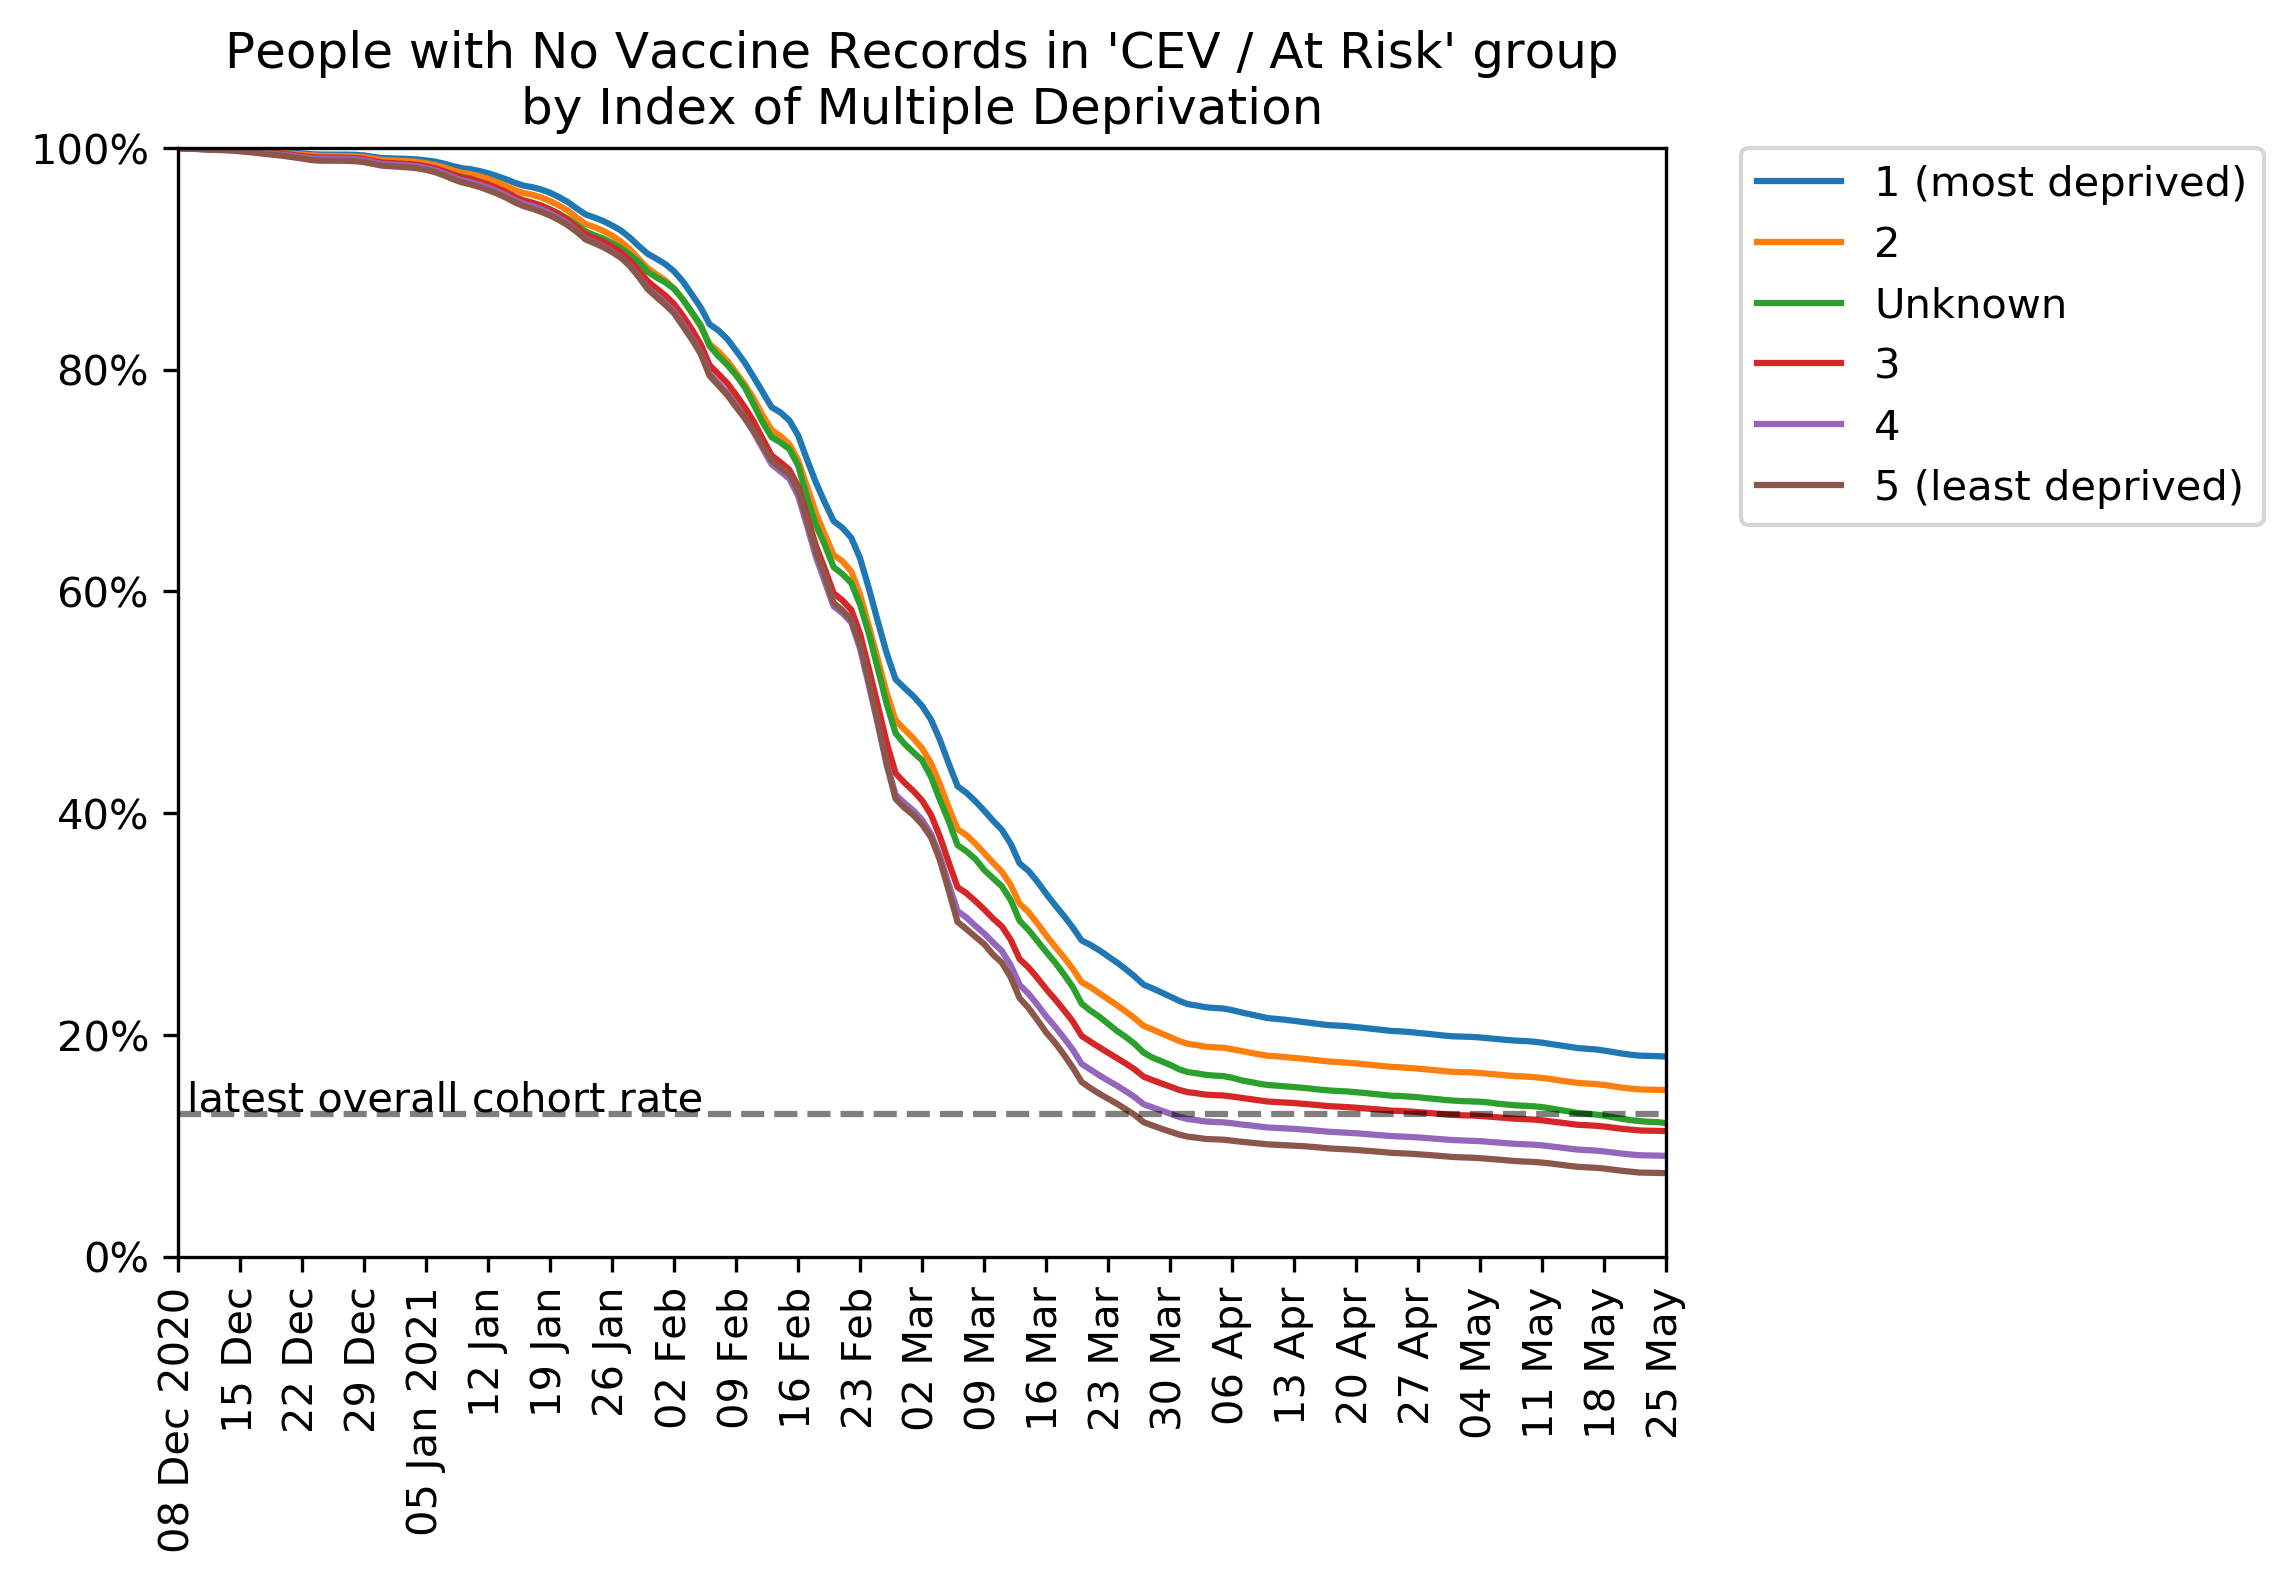 People with No Vaccine Records in 'CEV / At Risk' group
by Index of Multiple Deprivation
100%
80%
60%
40%
20%
0%
latest overall cohort rate
08 Dec 2020
15 Dec
22 Dec
29 Dec
05 Jan 2021
12 Jan
19 Jan
26 Jan
02 Feb
09 Feb
16 Feb
23 Feb
02 Mar
09 Mar
16 Mar
23 Mar
30 Mar
06 Apr
13 Apr
20 Apr
27 Apr
04 May
11 May
18 May
25 May
1 (most deprived)
2
Unknown
3
4
5 (least deprived)